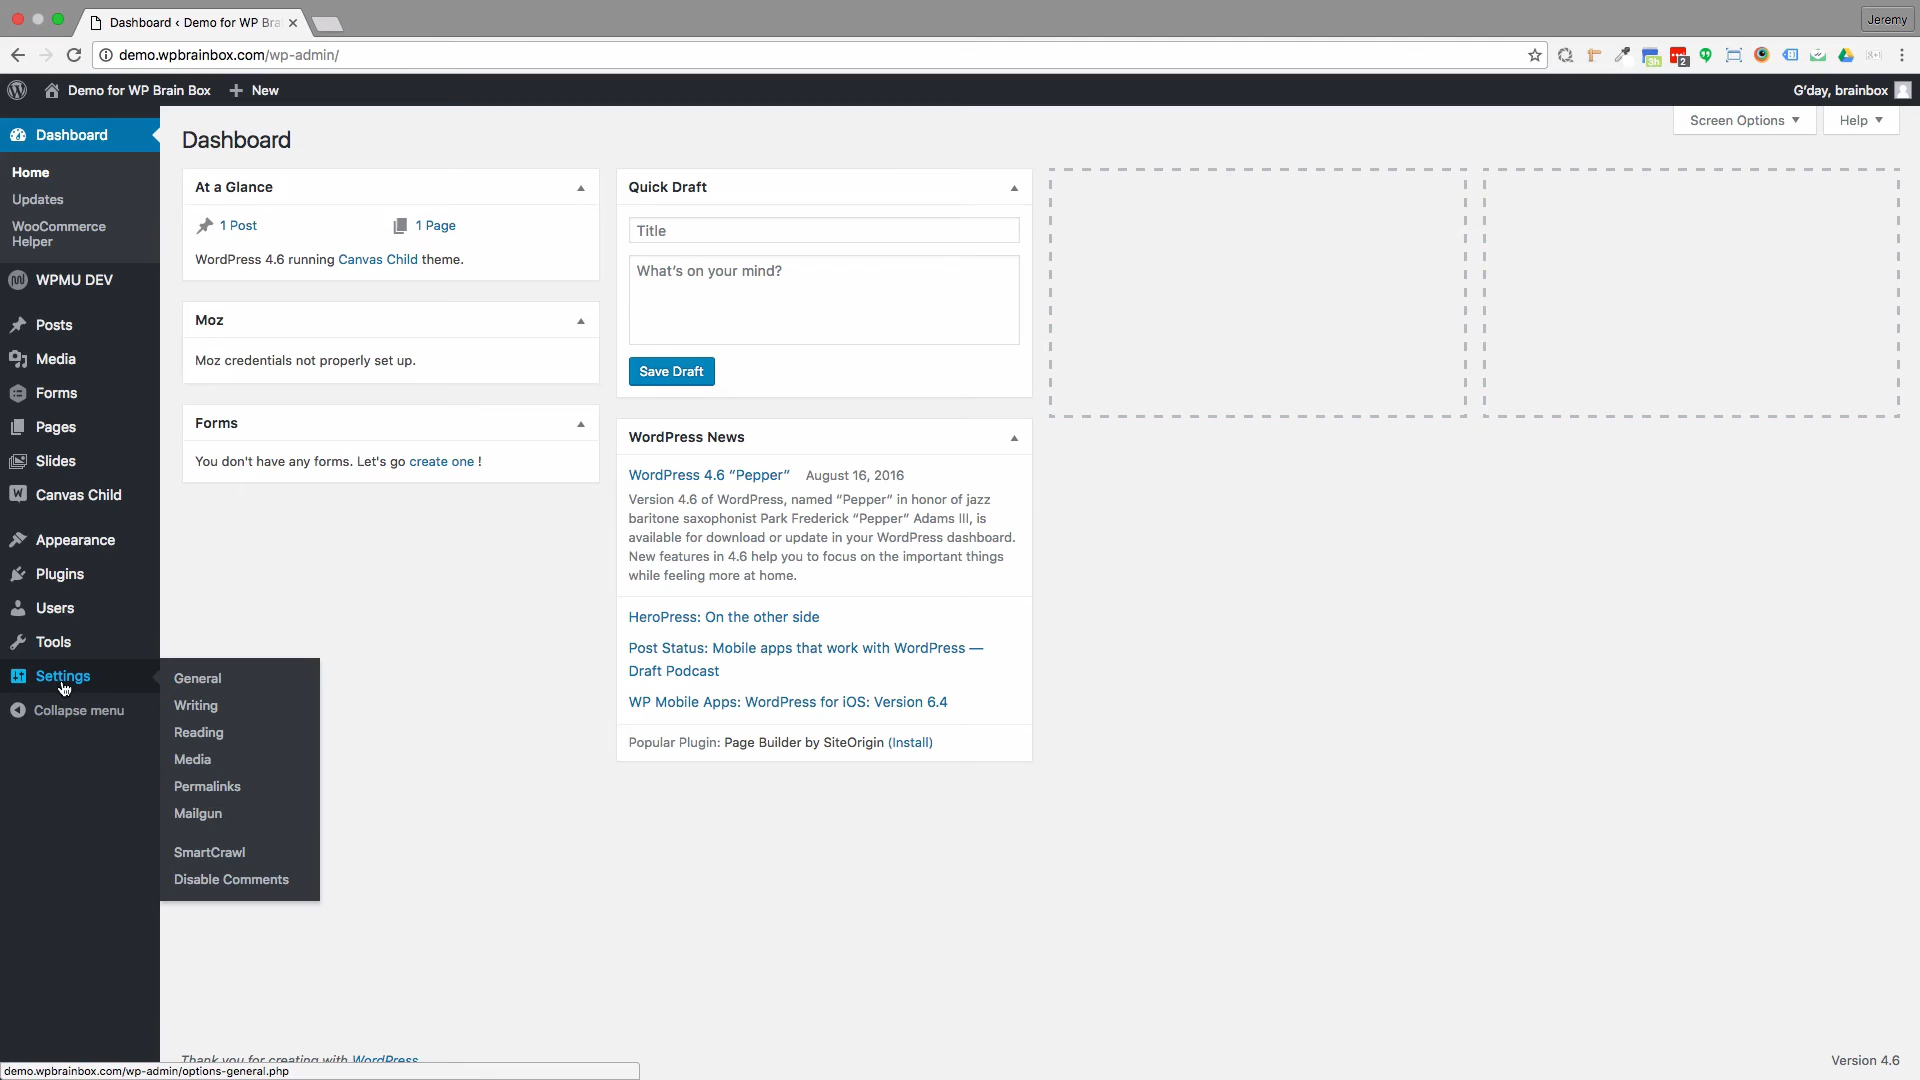 Dashboard ‹ Demo for WP Bra
Jeremy
demo.wpbrainbox.com/wp-admin/
3h
2
Demo for WP Brain Box
New
G'day, brainbox
Screen Options
Help
Dashboard
Home
Updates
WooCommerce
Helper
WPMU DEV
Posts
Media
Forms
Pages
Slides
Canvas Child
Appearance
Plugins
Users
Tools
Settings
Collapse menu
General
Writing
Reading
Media
Permalinks
Mailgun
SmartCrawl
Disable Comments
Dashboard
At a Glance
1 Post
1 Page
WordPress 4.6 running Canvas Child theme.
Moz
Moz credentials not properly set up.
Forms
You don't have any forms. Let's go create one !
Quick Draft
Title
What's on your mind?
Save Draft
WordPress News
WordPress 4.6 “Pepper” August 16, 2016
Version 4.6 of WordPress, named “Pepper” in honor of jazz
baritone saxophonist Park Frederick “Pepper” Adams III, is
available for download or update in your WordPress dashboard.
New features in 4.6 help you to focus on the important things
while feeling more at home.
HeroPress: On the other side
Post Status: Mobile apps that work with WordPress —
Draft Podcast
WP Mobile Apps: WordPress for iOS: Version 6.4
Popular Plugin: Page Builder by SiteOrigin (Install)
Thank you for creating with WordPress
Version 4.6
demo.wpbrainbox.com/wp-admin/options-general.php